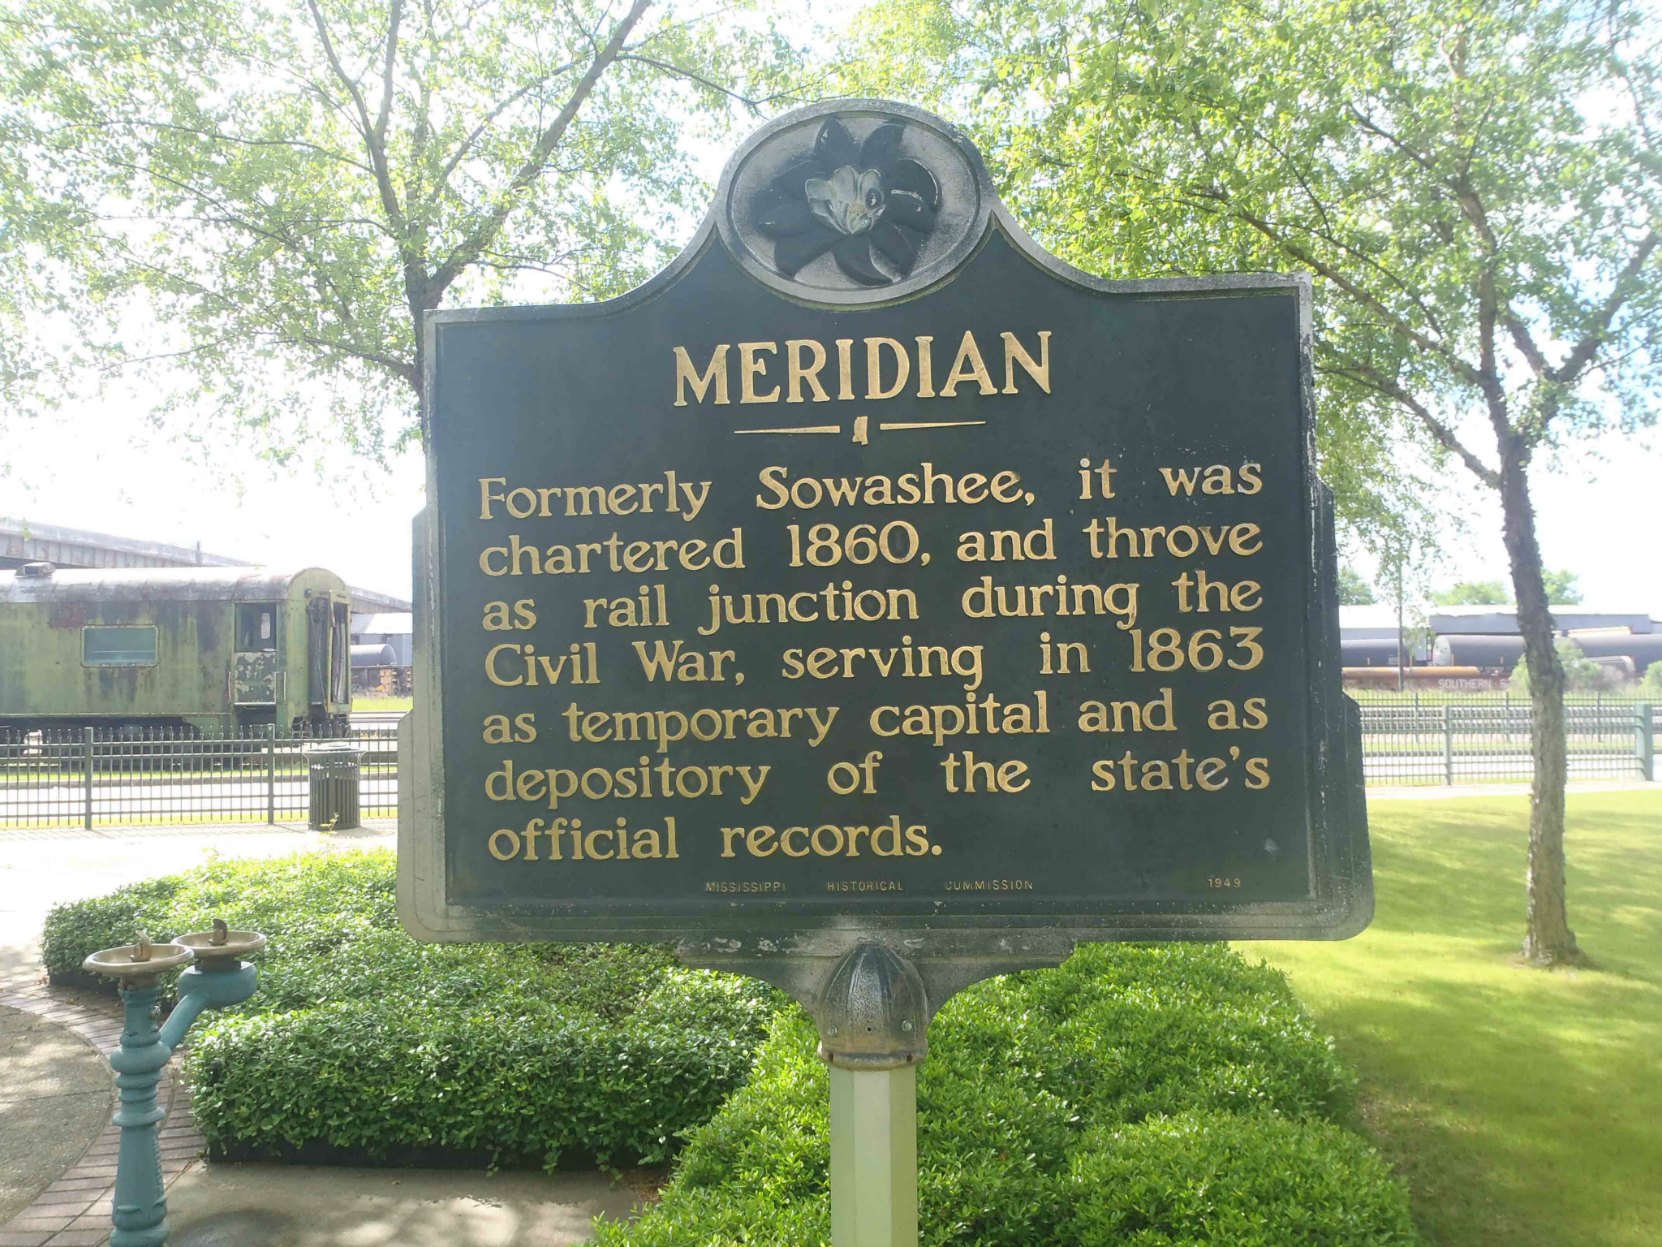 MERIDIAN
Formerly Sowashee, it was
chartered 1860, and throve
as rail junction during the
Civil War, serving in 1863
as temporary capital and as
depository of the state's
official records.
MISSISSIPPI HISTORICAL COMMISSION 1949
SOUTHERN